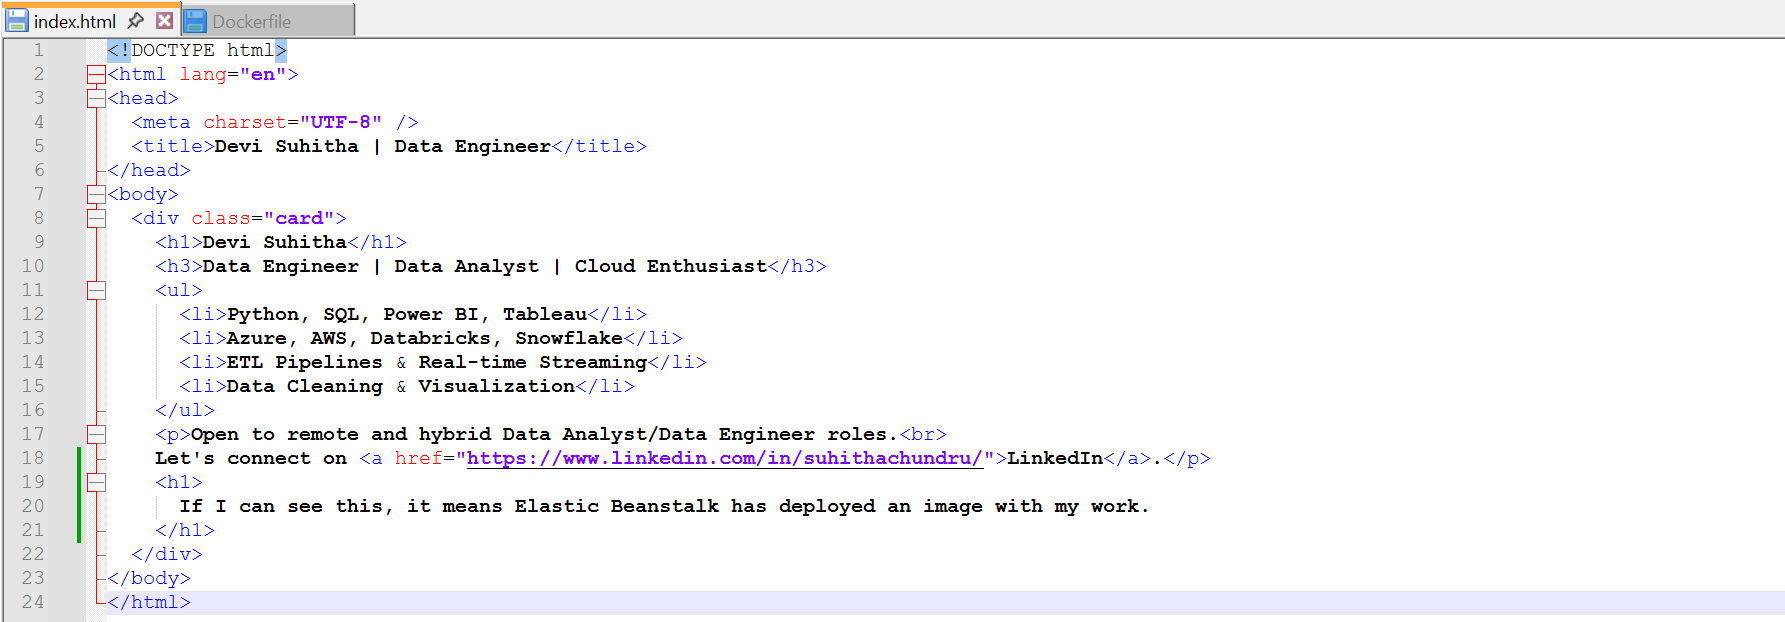 index.html Dockerfile
1 <!DOCTYPE html>
2 <html lang="en">
3 <head>
4 <meta charset="UTF-8" />
5 <title>Devi Suhitha | Data Engineer</title>
6 </head>
7 <body>
8 <div class="card">
9 <h1>Devi Suhitha</h1>
10 <h3>Data Engineer | Data Analyst | Cloud Enthusiast</h3>
11 <ul>
12 <li>Python, SQL, Power BI, Tableau</li>
13 <li>Azure, AWS, Databricks, Snowflake</li>
14 <li>ETL Pipelines & Real-time Streaming</li>
15 <li>Data Cleaning & Visualization</li>
16 </ul>
17 <p>Open to remote and hybrid Data Analyst/Data Engineer roles.<br>
18 Let's connect on <a href="https://www.linkedin.com/in/suhithachundru/">LinkedIn</a>.</p>
19 <h1>
20 If I can see this, it means Elastic Beanstalk has deployed an image with my work.
21 </h1>
22 </div>
23 </body>
24 </html>